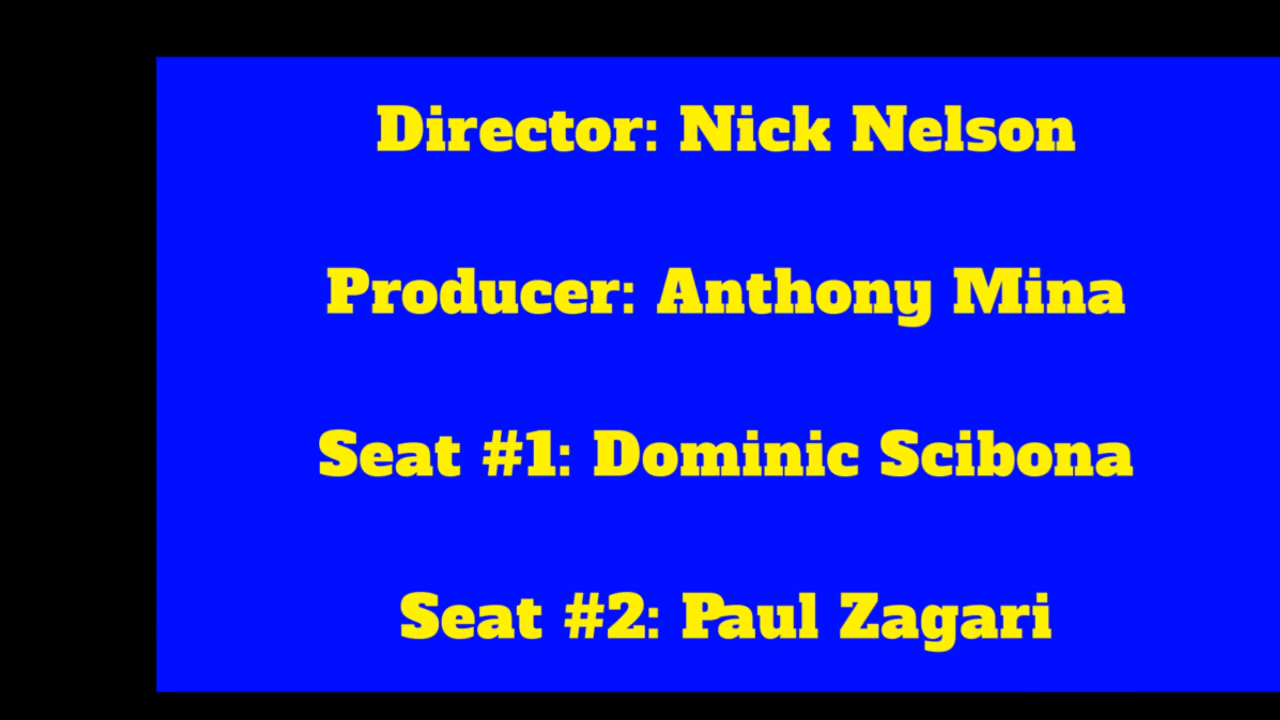 Director: Nick Nelson
Producer: Anthony Mina
Seat #1: Dominic Scibona
Seat #2: Paul Zagari